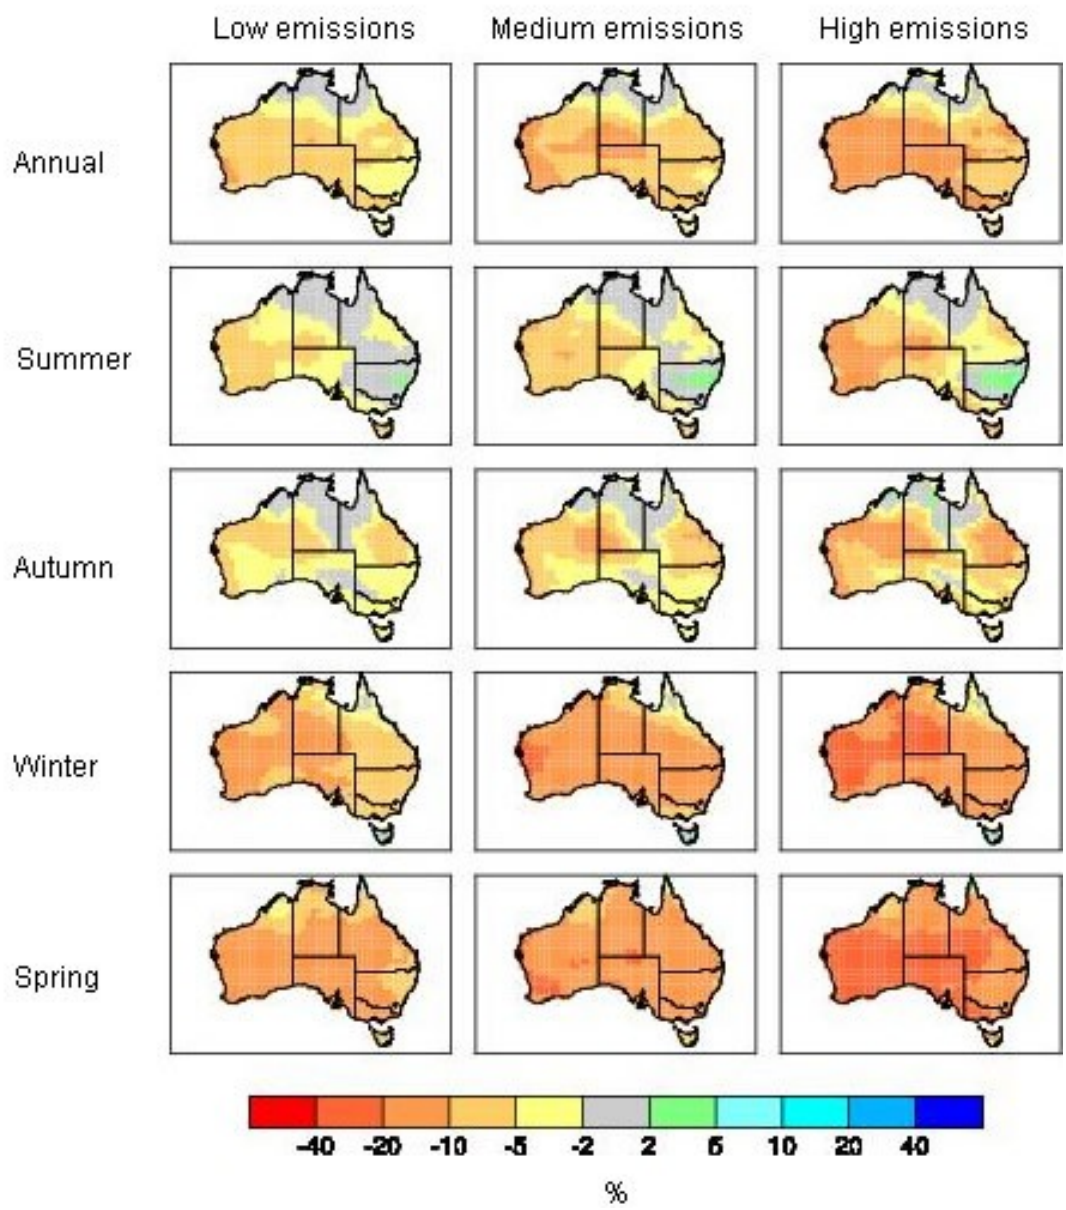 Low emissions Medium emissions High emissions
Annual
Summer
Autumn
Winter
Spring
-40 -20 -10 -5 -2 2 5 10 20 40
%